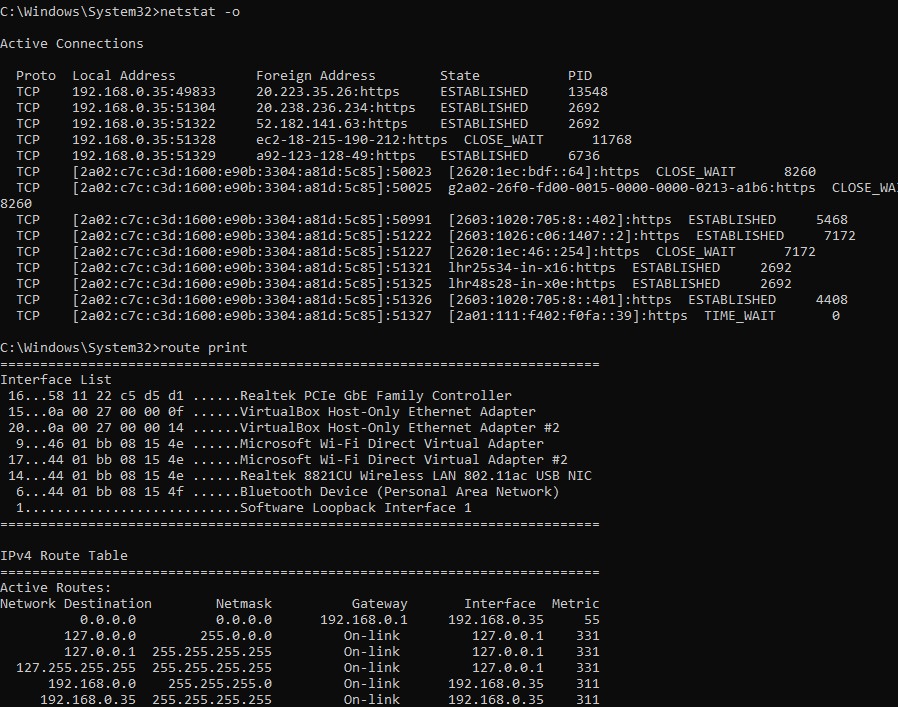 C:\Windows\System32>netstat -o
Active Connections
  Proto  Local Address          Foreign Address        State           PID
  TCP    192.168.0.35:49833     20.223.35.26:https     ESTABLISHED     13548
  TCP    192.168.0.35:51304     20.238.236.234:https   ESTABLISHED     2692
  TCP    192.168.0.35:51322     52.182.141.63:https    ESTABLISHED     2692
  TCP    192.168.0.35:51328     ec2-18-215-190-212:https  CLOSE_WAIT      11768
  TCP    192.168.0.35:51329     a92-123-128-49:https   ESTABLISHED     6736
  TCP    [2a02:c7c:c3d:1600:e90b:3304:a81d:5c85]:50023  [2620:1ec:bdf::64]:https  CLOSE_WAIT      8260
  TCP    [2a02:c7c:c3d:1600:e90b:3304:a81d:5c85]:50025  g2a02-26f0-fd00-0015-0000-0000-0213-a1b6:https  CLOSE_WA
8260
  TCP    [2a02:c7c:c3d:1600:e90b:3304:a81d:5c85]:50991  [2603:1020:705:8::402]:https  ESTABLISHED     5468
  TCP    [2a02:c7c:c3d:1600:e90b:3304:a81d:5c85]:51222  [2603:1026:c06:1407::2]:https  ESTABLISHED     7172
  TCP    [2a02:c7c:c3d:1600:e90b:3304:a81d:5c85]:51227  [2620:1ec:46::254]:https  CLOSE_WAIT      7172
  TCP    [2a02:c7c:c3d:1600:e90b:3304:a81d:5c85]:51321  lhr25s34-in-x16:https  ESTABLISHED     2692
  TCP    [2a02:c7c:c3d:1600:e90b:3304:a81d:5c85]:51325  lhr48s28-in-x0e:https  ESTABLISHED     2692
  TCP    [2a02:c7c:c3d:1600:e90b:3304:a81d:5c85]:51326  [2603:1020:705:8::401]:https  ESTABLISHED     4408
  TCP    [2a02:c7c:c3d:1600:e90b:3304:a81d:5c85]:51327  [2a01:111:f402:f0fa::39]:https  TIME_WAIT       0
C:\Windows\System32>route print
===========================================================================
Interface List
 16...58 11 22 c5 d5 d1 ......Realtek PCIe GbE Family Controller
 15...0a 00 27 00 00 0f ......VirtualBox Host-Only Ethernet Adapter
 20...0a 00 27 00 00 14 ......VirtualBox Host-Only Ethernet Adapter #2
  9...46 01 bb 08 15 4e ......Microsoft Wi-Fi Direct Virtual Adapter
 17...44 01 bb 08 15 4e ......Microsoft Wi-Fi Direct Virtual Adapter #2
 14...44 01 bb 08 15 4e ......Realtek 8821CU Wireless LAN 802.11ac USB NIC
  6...44 01 bb 08 15 4f ......Bluetooth Device (Personal Area Network)
  1...........................Software Loopback Interface 1
===========================================================================
IPv4 Route Table
===========================================================================
Active Routes:
Network Destination        Netmask          Gateway       Interface  Metric
          0.0.0.0          0.0.0.0      192.168.0.1     192.168.0.35     55
        127.0.0.0        255.0.0.0         On-link         127.0.0.1    331
        127.0.0.1  255.255.255.255         On-link         127.0.0.1    331
  127.255.255.255  255.255.255.255         On-link         127.0.0.1    331
      192.168.0.0    255.255.255.0         On-link      192.168.0.35    311
     192.168.0.35  255.255.255.255         On-link      192.168.0.35    311